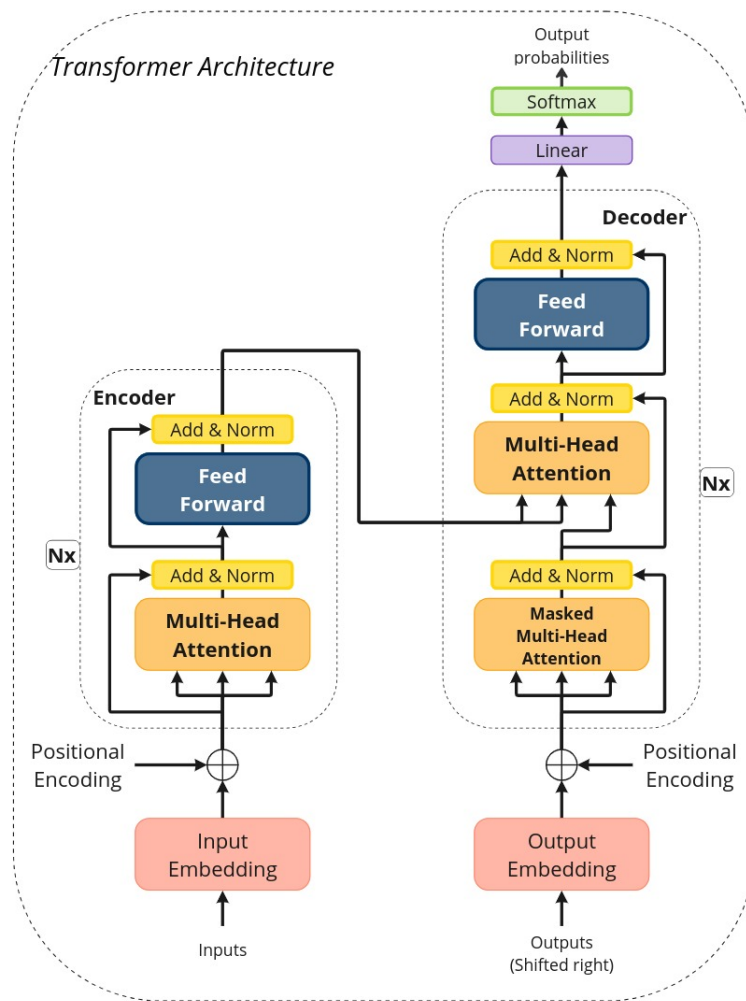 Transformer Architecture
Output
probabilities
Softmax
Linear
Decoder
Add & Norm
Feed
Forward
Add & Norm
Multi-Head
Attention
Nx
Add & Norm
Masked
Multi-Head
Attention
Positional
Encoding
Output
Embedding
Outputs
(Shifted right)
Encoder
Add & Norm
Feed
Forward
Nx
Add & Norm
Multi-Head
Attention
Positional
Encoding
Input
Embedding
Inputs